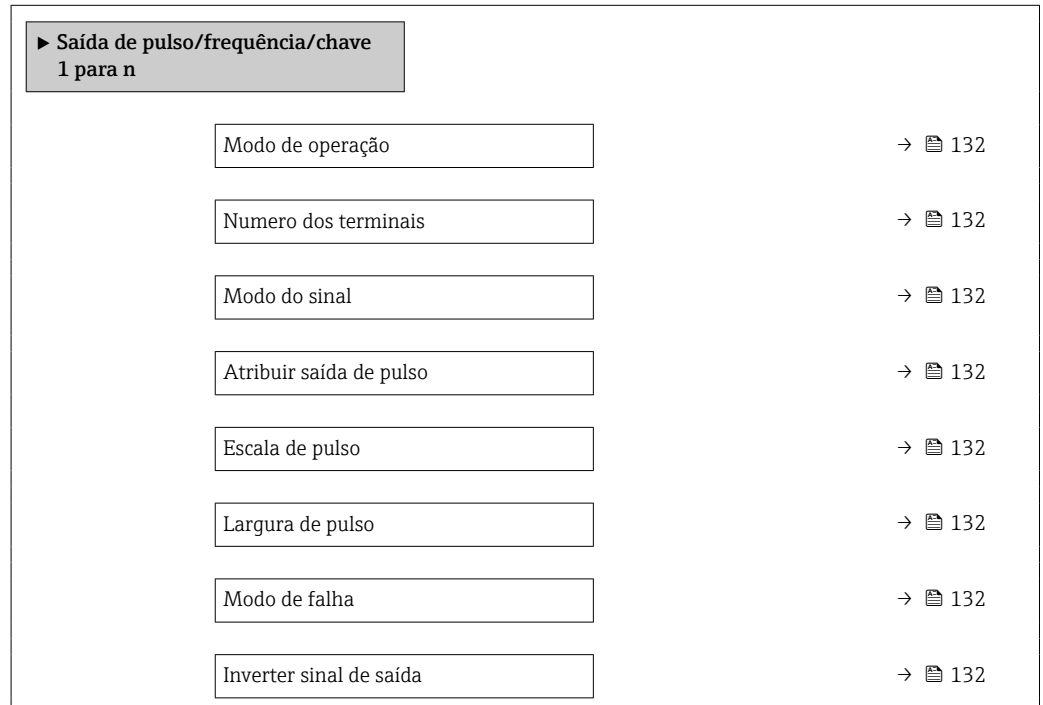 ▶ Saída de pulso/frequência/chave
1 para n
Modo de operação → 132
Numero dos terminais → 132
Modo do sinal → 132
Atribuir saída de pulso → 132
Escala de pulso → 132
Largura de pulso → 132
Modo de falha → 132
Inverter sinal de saída → 132